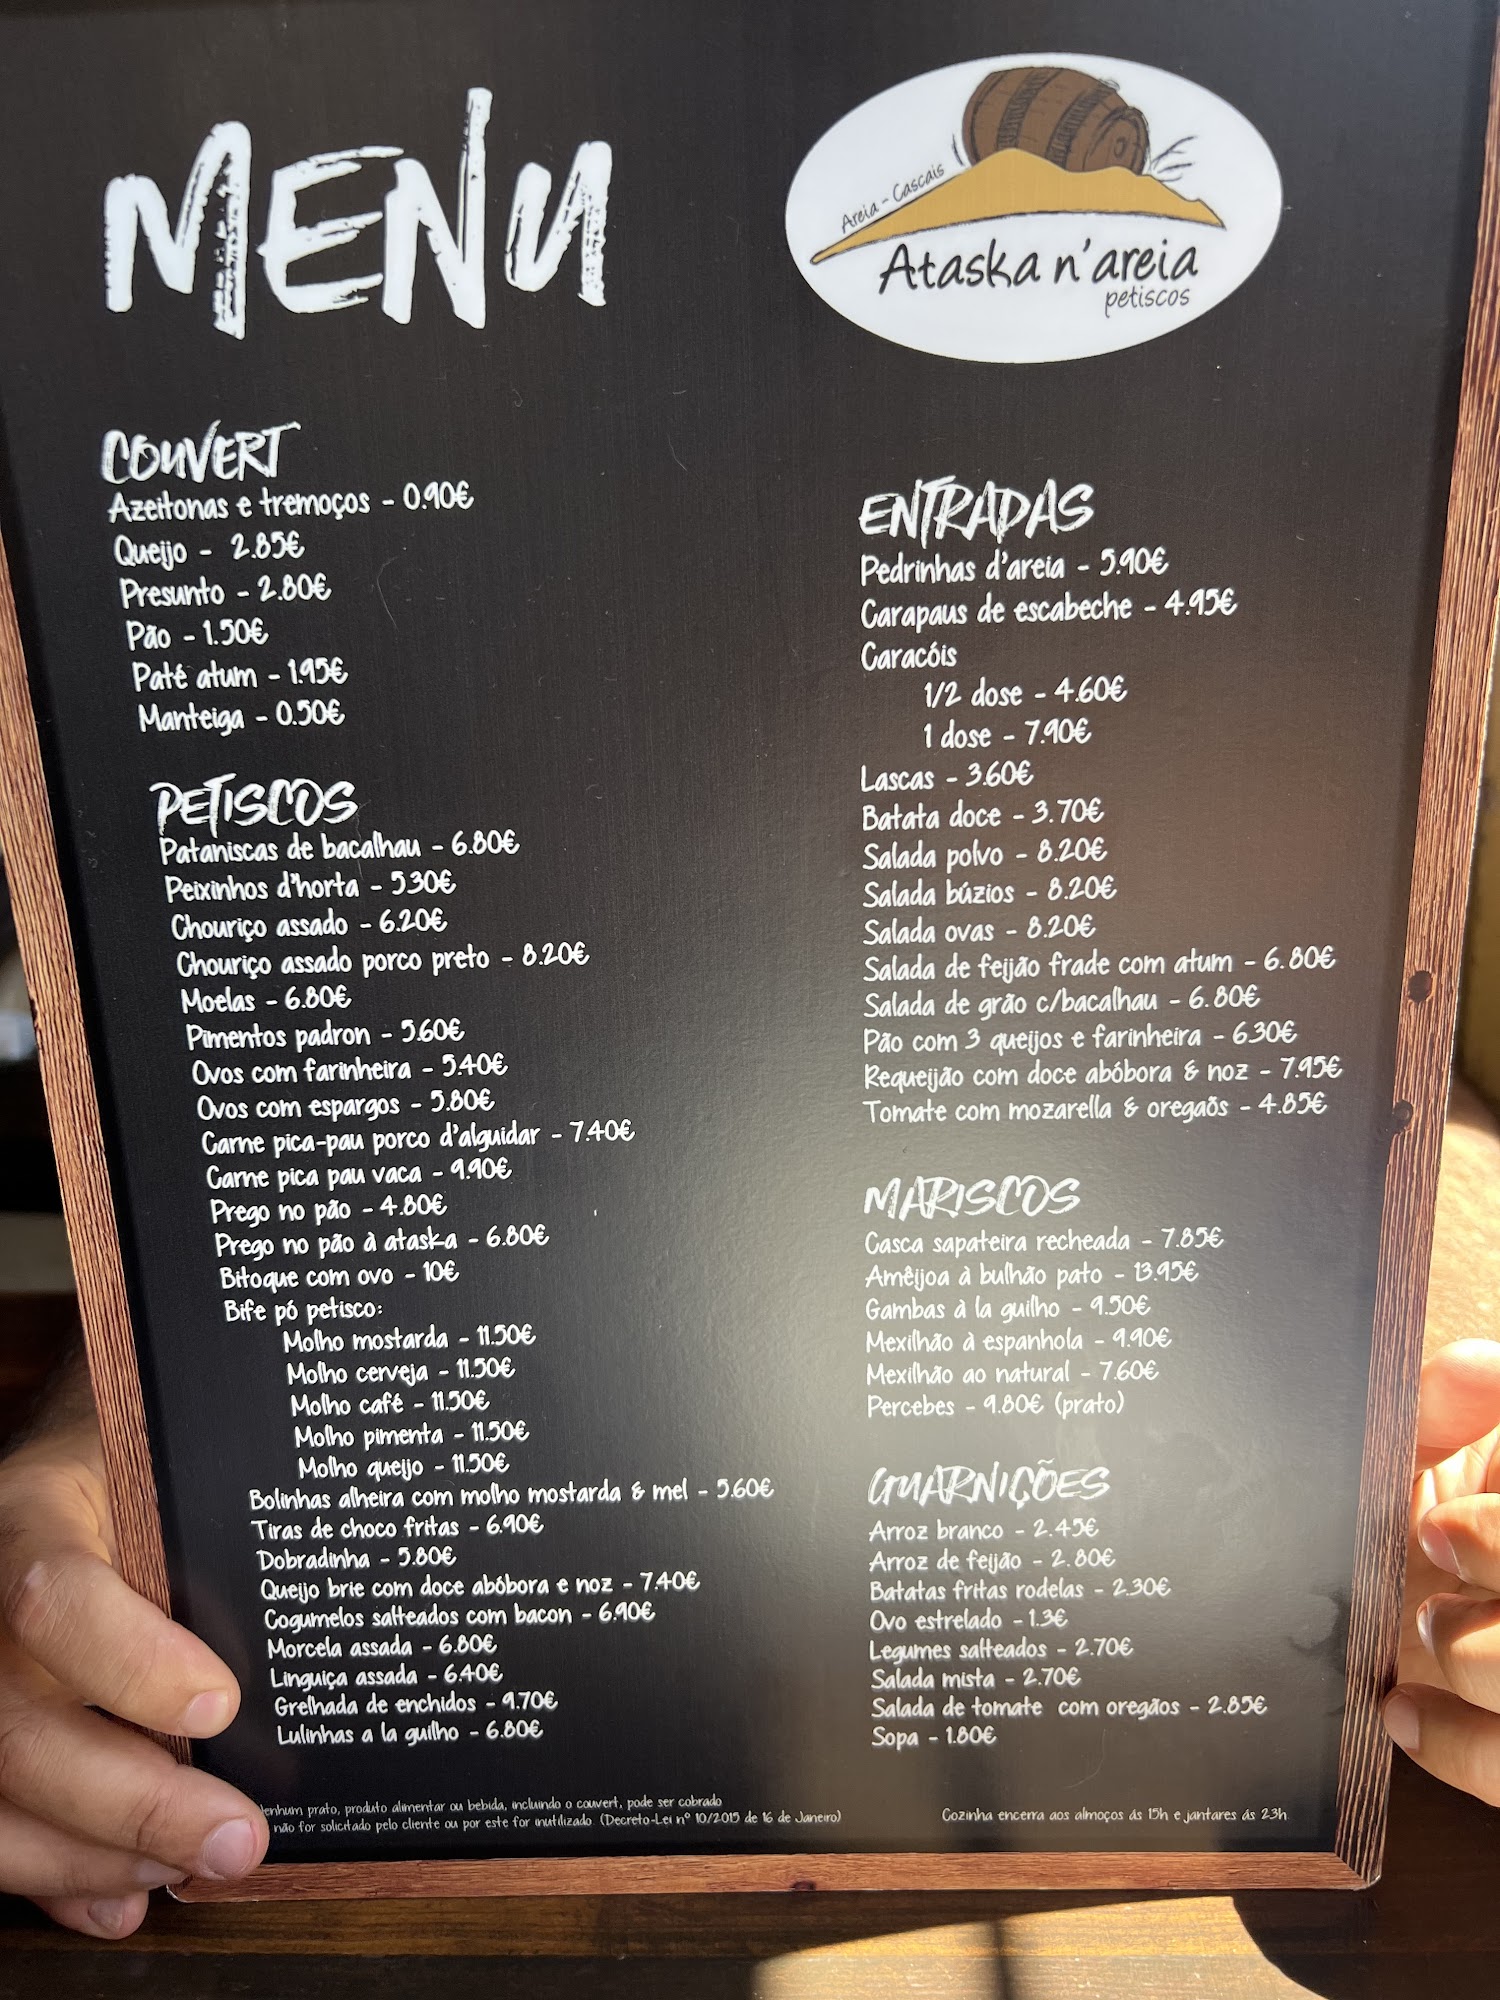 MENU
Areia - Cascais
Ataska n'areia
petiscos
COUVERT
Azeitonas e tremoços - 0.90€
Queijo - 2.85€
Presunto - 2.80€
Pão - 1.50€
Paté atum - 1.95€
Manteiga - 0.50€
PETISCOS
Pataniscas de bacalhau - 6.80€
Peixinhos d'horta - 5.30€
Chouriço assado - 6.20€
Chouriço assado porco preto - 8.20€
Moelas - 6.80€
Pimentos padron - 5.60€
Ovos com farinheira - 5.40€
Ovos com espargos - 5.80€
Carne pica-pau porco d'alguidar - 7.40€
Carne pica pau vaca - 9.90€
Prego no pão - 4.80€
Prego no pão à ataska - 6.80€
Bitoque com ovo - 10€
Bife pó petisco:
Molho mostarda - 11.50€
Molho cerveja - 11.50€
Molho café - 11.50€
Molho pimenta - 11.50€
Molho queijo - 11.50€
Bolinhas alheira com molho mostarda & mel - 5.60€
Tiras de choco fritas - 6.90€
Dobradinha - 5.80€
Queijo brie com doce abóbora e noz - 7.40€
Cogumelos salteados com bacon - 6.90€
Morcela assada - 6.80€
Linguiça assada - 6.40€
Grelhada de enchidos - 9.70€
Lulinhas a la guilho - 6.80€
ENTRADAS
Pedrinhas d'areia - 5.90€
Carapaus de escabeche - 4.95€
Caracóis
1/2 dose - 4.60€
1 dose - 7.90€
Lascas - 3.60€
Batata doce - 3.70€
Salada polvo - 8.20€
Salada búzios - 8.20€
Salada ovas - 8.20€
Salada de feijão frade com atum - 6.80€
Salada de grão c/bacalhau - 6.80€
Pão com 3 queijos e farinheira - 6.30€
Requeijão com doce abóbora & noz - 7.95€
Tomate com mozarella & oregaõs - 4.85€
MARISCOS
Casca sapateira recheada - 7.85€
Amêijoa à bulhão pato - 13.95€
Gambas à la guilho - 9.50€
Mexilhão à espanhola - 9.90€
Mexilhão ao natural - 7.60€
Percebes - 9.80€ (prato)
GUARNIÇÕES
Arroz branco - 2.45€
Arroz de feijão - 2.80€
Batatas fritas rodelas - 2.30€
Ovo estrelado - 1.3€
Legumes salteados - 2.70€
Salada mista - 2.70€
Salada de tomate com oregãos - 2.85€
Sopa - 1.80€
enhum prato, produto alimentar ou bebida, incluindo o couvert, pode ser cobrado
não for solicitado pelo cliente ou por este for inutilizado. (Decreto-Lei nº 10/2015 de 16 de Janeiro)
Cozinha encerra aos almoços ás 15h e jantares ás 23h